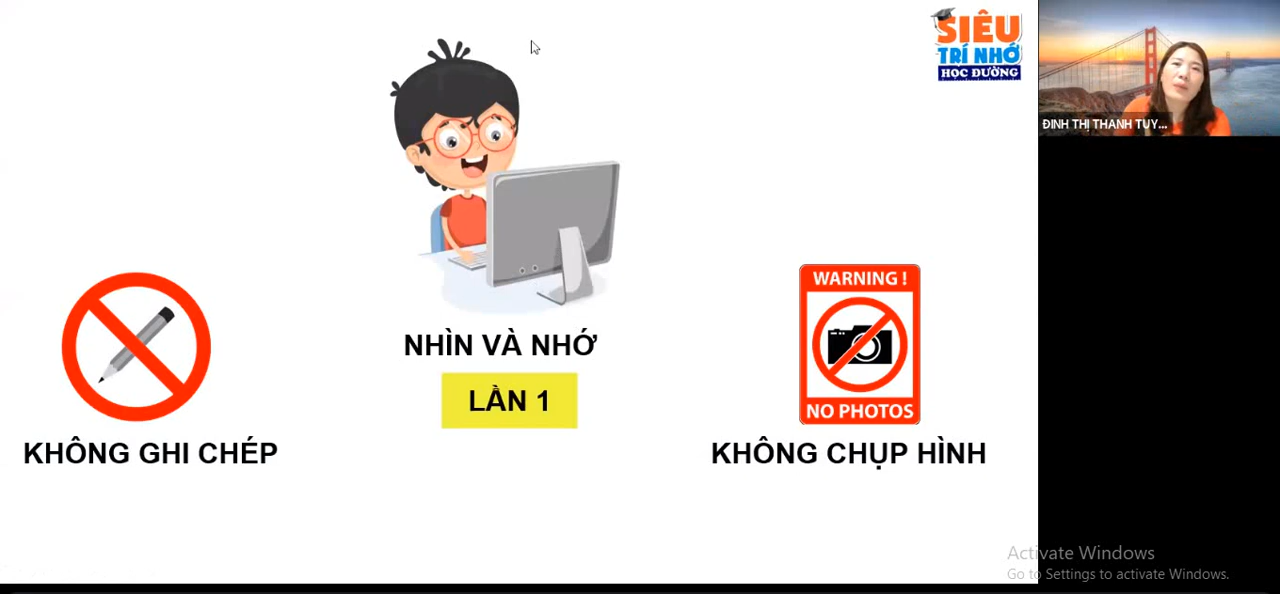 SIÊU
TRÍ NHỚ
HỌC ĐƯỜNG
ĐINH THỊ THANH TUY...
WARNING !
NHÌN VÀ NHỚ
LẦN 1
NO PHOTOS
KHÔNG GHI CHÉP
KHÔNG CHỤP HÌNH
Activate Windows
Go to Settings to activate Windows.